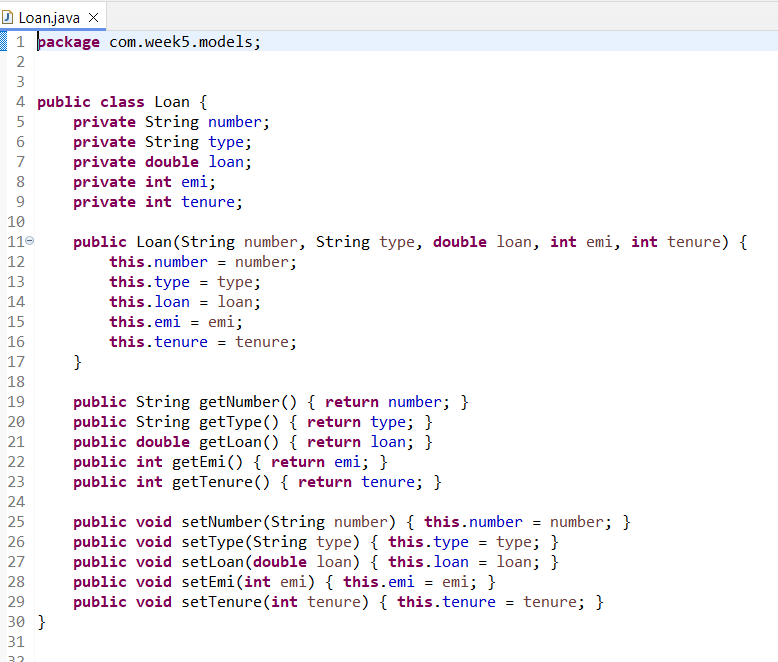 Loan.java
1 package com.week5.models;
2
3
4 public class Loan {
5     private String number;
6     private String type;
7     private double loan;
8     private int emi;
9     private int tenure;
10
11     public Loan(String number, String type, double loan, int emi, int tenure) {
12         this.number = number;
13         this.type = type;
14         this.loan = loan;
15         this.emi = emi;
16         this.tenure = tenure;
17     }
18
19     public String getNumber() { return number; }
20     public String getType() { return type; }
21     public double getLoan() { return loan; }
22     public int getEmi() { return emi; }
23     public int getTenure() { return tenure; }
24
25     public void setNumber(String number) { this.number = number; }
26     public void setType(String type) { this.type = type; }
27     public void setLoan(double loan) { this.loan = loan; }
28     public void setEmi(int emi) { this.emi = emi; }
29     public void setTenure(int tenure) { this.tenure = tenure; }
30 }
31
32